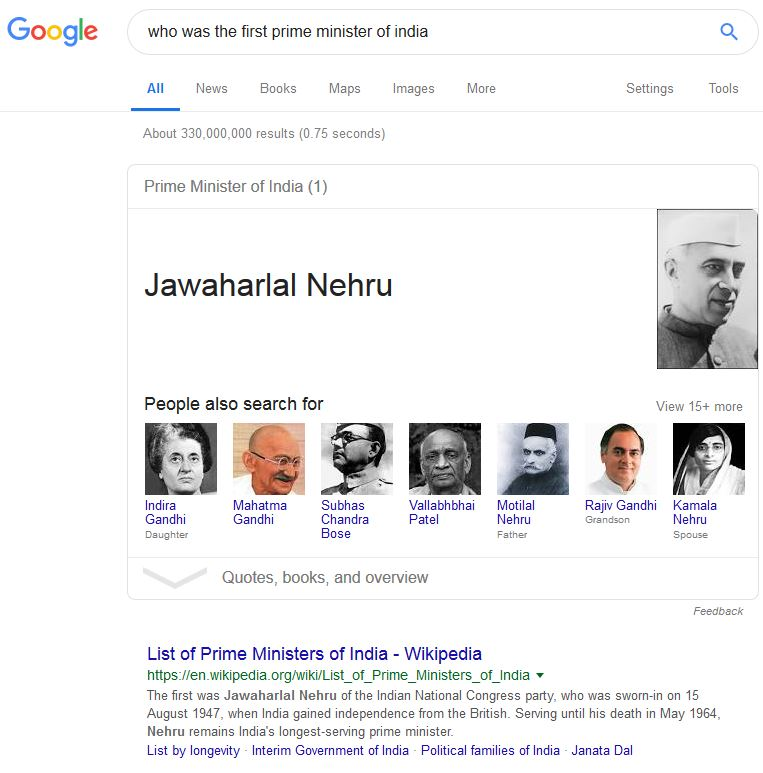 Google
who was the first prime minister of india
All News Books Maps Images More Settings Tools
About 330,000,000 results (0.75 seconds)
Prime Minister of India (1)
Jawaharlal Nehru
People also search for
View 15+ more
Indira Gandhi
Daughter
Mahatma Gandhi
Subhas Chandra Bose
Vallabhbhai Patel
Motilal Nehru
Father
Rajiv Gandhi
Grandson
Kamala Nehru
Spouse
Quotes, books, and overview
Feedback
List of Prime Ministers of India - Wikipedia
https://en.wikipedia.org/wiki/List_of_Prime_Ministers_of_India
The first was Jawaharlal Nehru of the Indian National Congress party, who was sworn-in on 15
August 1947, when India gained independence from the British. Serving until his death in May 1964,
Nehru remains India's longest-serving prime minister.
List by longevity · Interim Government of India · Political families of India · Janata Dal